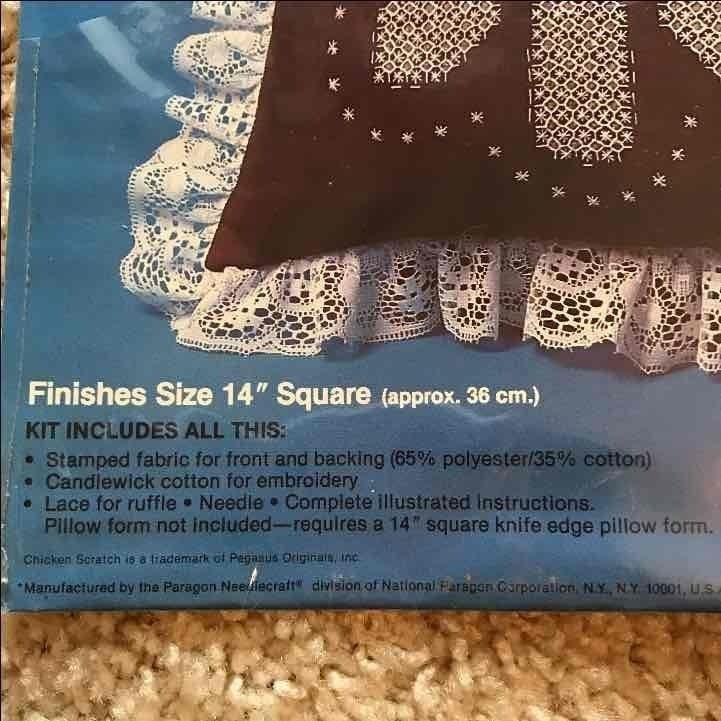 Finishes Size 14″ Square (approx. 36 cm.)
KIT INCLUDES ALL THIS:
• Stamped fabric for front and backing (65% polyester/35% cotton)
• Candlewick cotton for embroidery
• Lace for ruffle • Needle • Complete illustrated instructions.
Pillow form not included—requires a 14″ square knife edge pillow form.
Chicken Scratch is a trademark of Pegasus Originals, Inc.
*Manufactured by the Paragon Needlecraft® division of National Paragon Corporation, N.Y., N.Y. 10001, U.S.